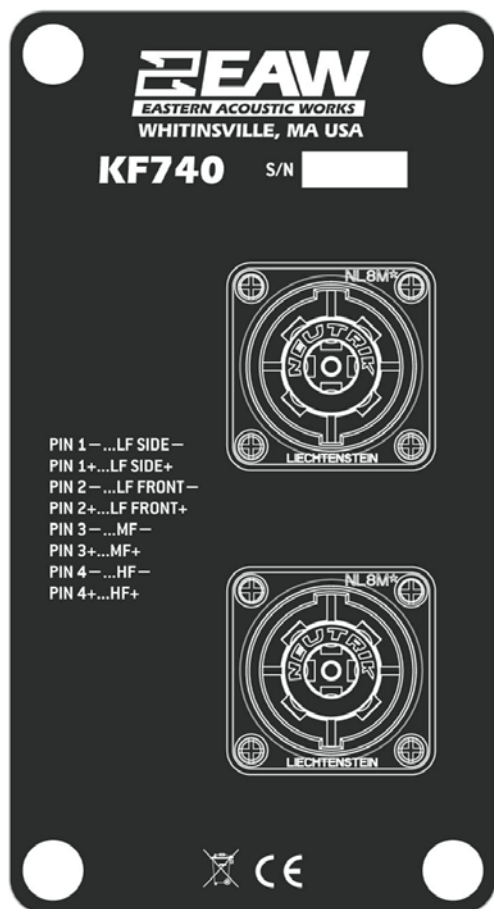 EAW
EASTERN ACOUSTIC WORKS
WHITINSVILLE, MA USA
KF740 S/N
NL8M*
NEUTRIK
LIECHTENSTEIN
PIN 1–...LF SIDE–
PIN 1+...LF SIDE+
PIN 2–...LF FRONT–
PIN 2+...LF FRONT+
PIN 3–...MF–
PIN 3+...MF+
PIN 4–...HF–
PIN 4+...HF+
NL8M*
NEUTRIK
LIECHTENSTEIN
CE